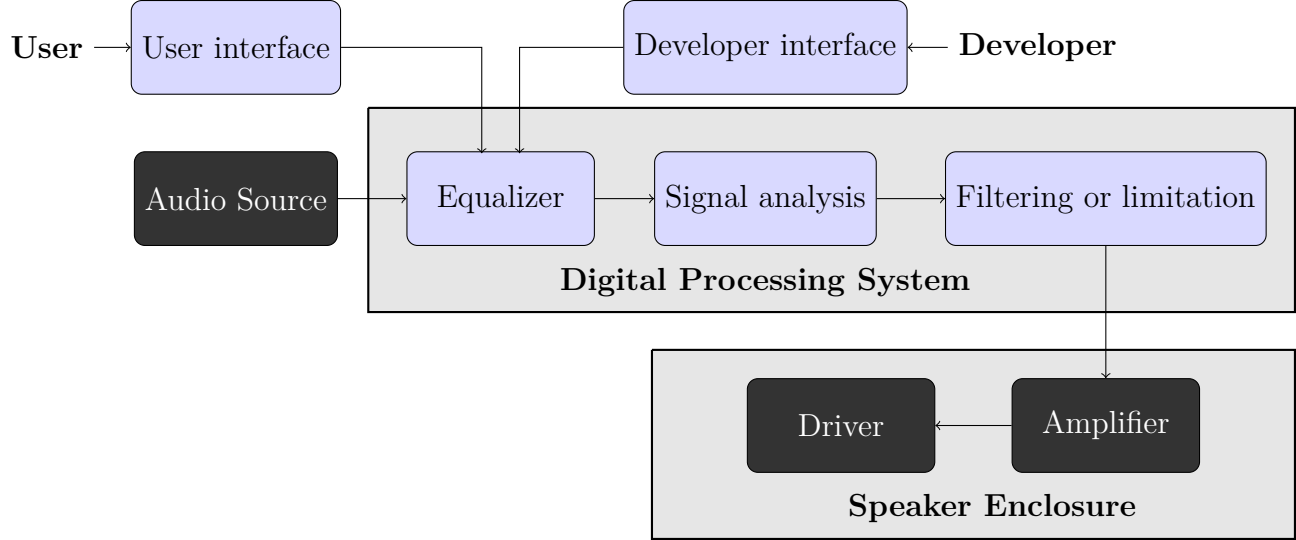 User
User interface
Developer interface
Developer
Audio Source
Equalizer
Signal analysis
Filtering or limitation
Digital Processing System
Driver
Amplifier
Speaker Enclosure